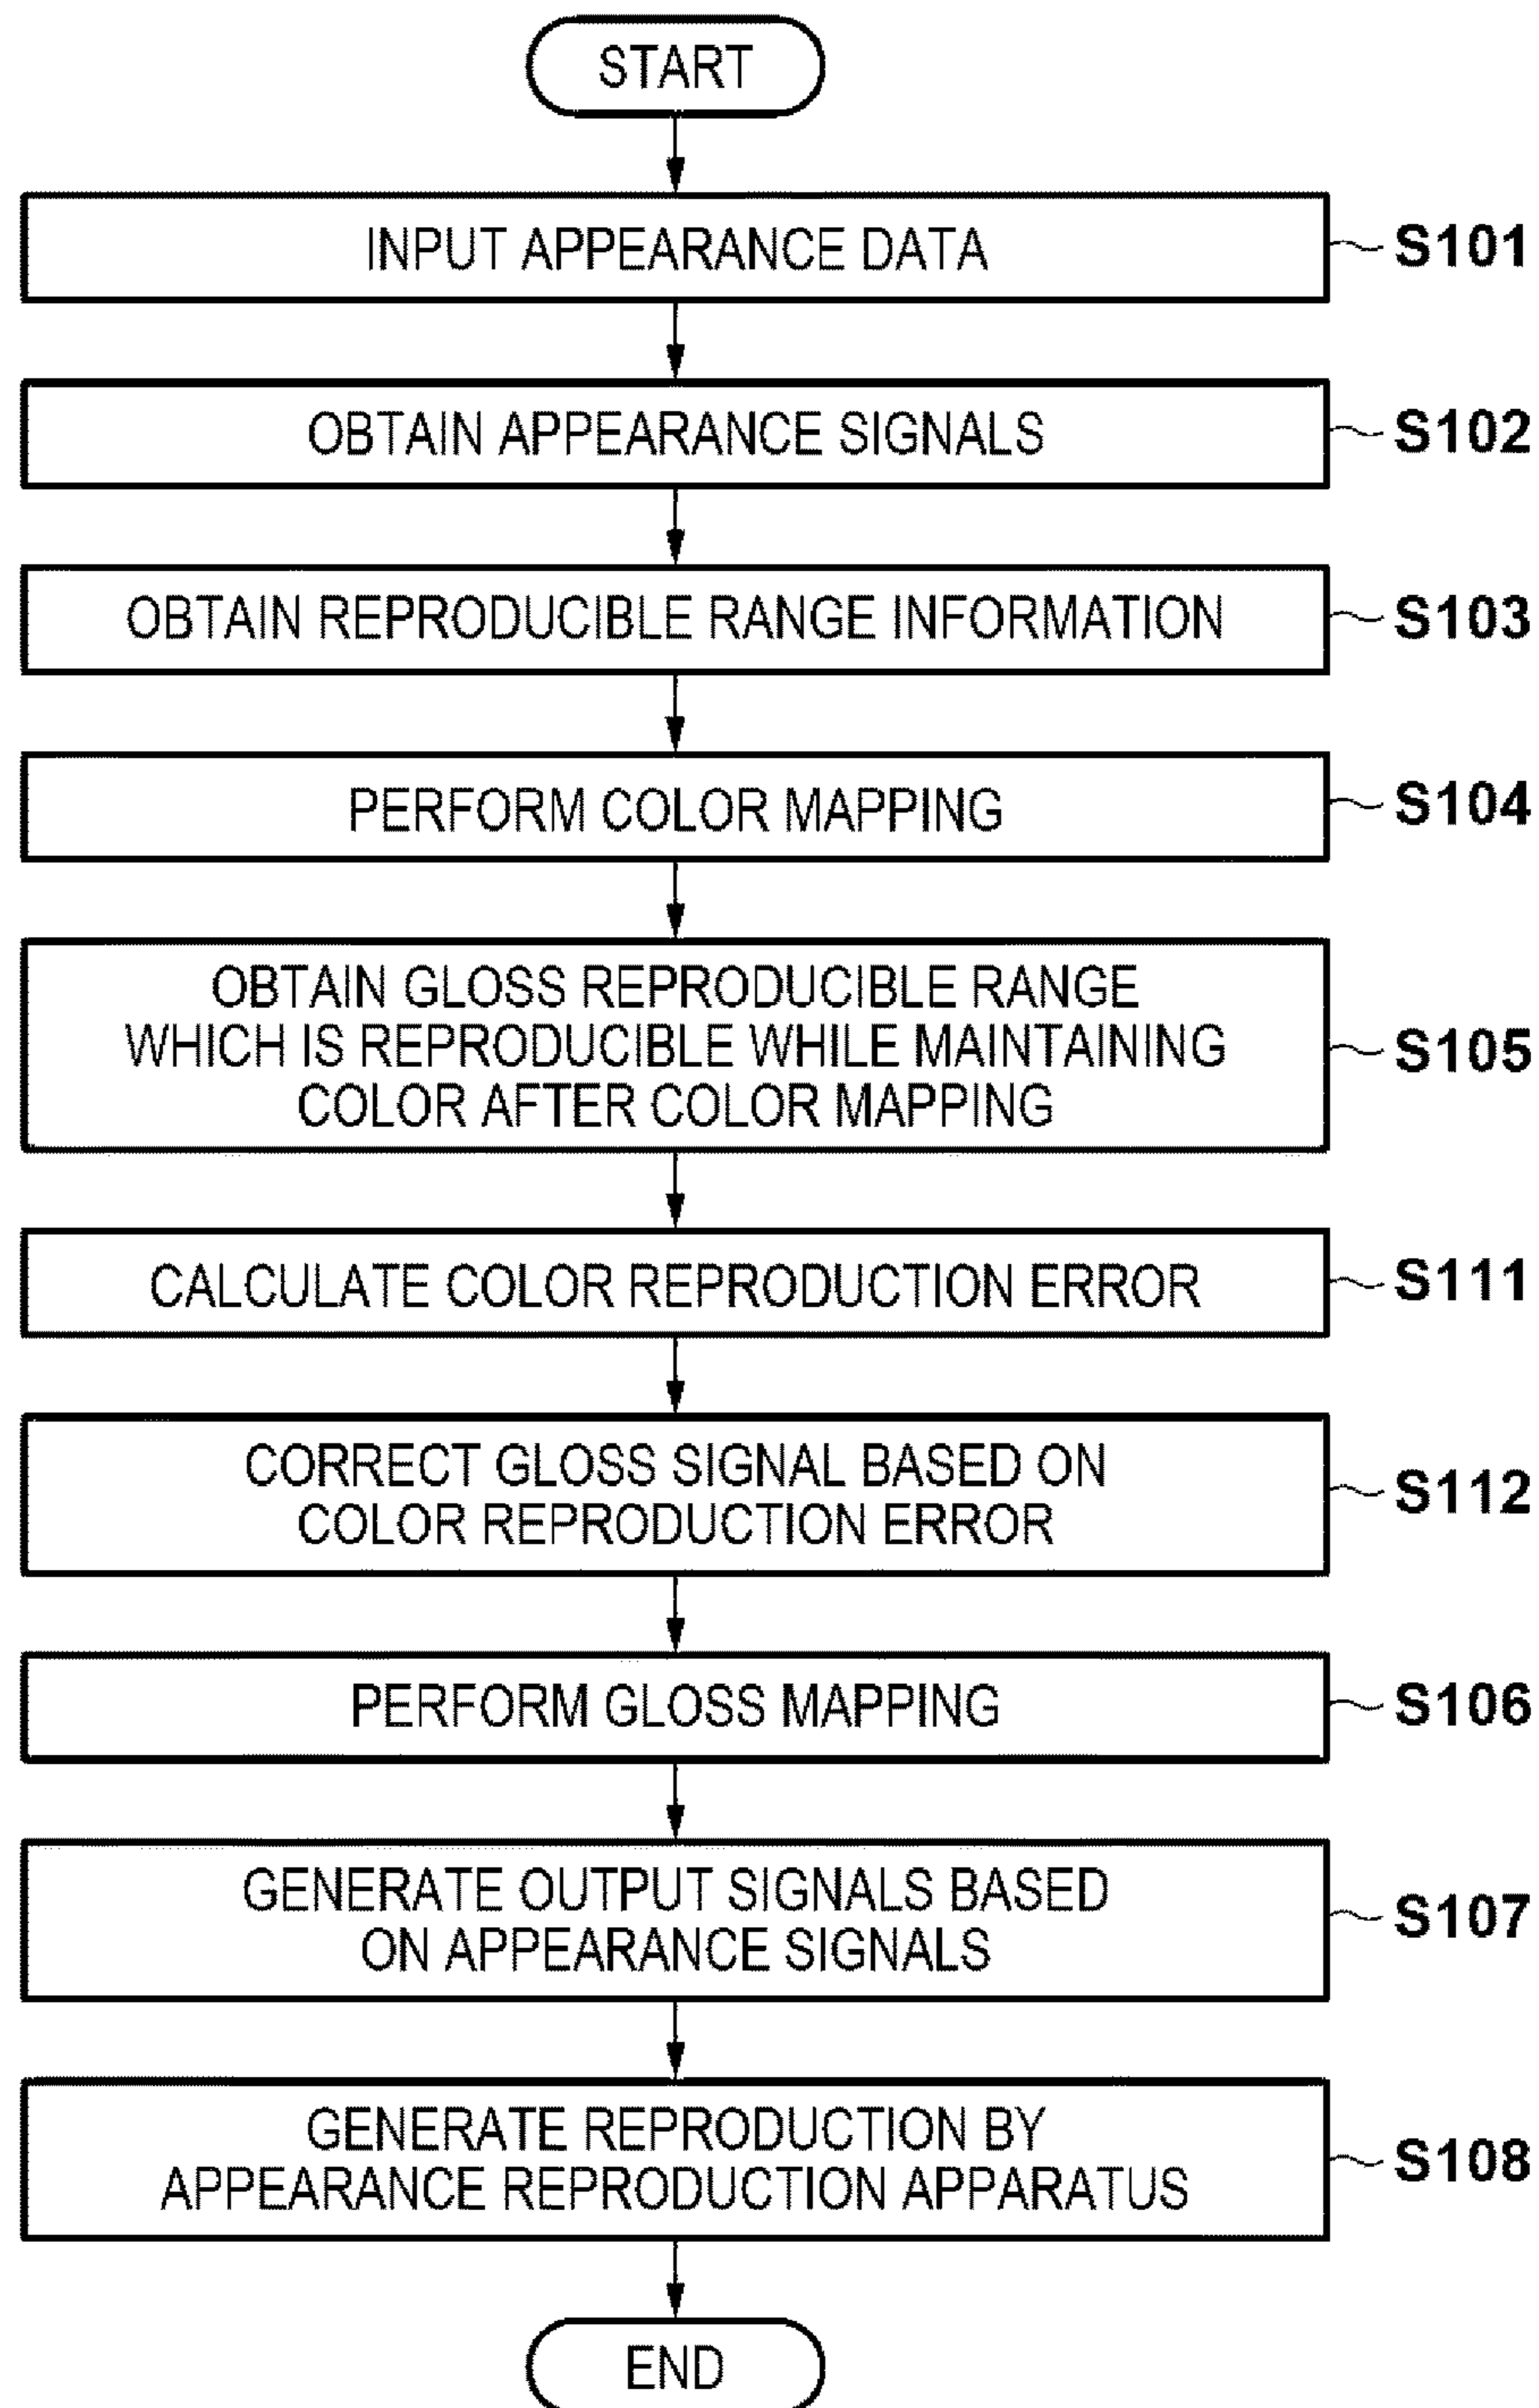 START
INPUT APPEARANCE DATA
S101
OBTAIN APPEARANCE SIGNALS
S102
OBTAIN REPRODUCIBLE RANGE INFORMATION
S103
PERFORM COLOR MAPPING
S104
OBTAIN GLOSS REPRODUCIBLE RANGE
WHICH IS REPRODUCIBLE WHILE MAINTAINING
COLOR AFTER COLOR MAPPING
S105
CALCULATE COLOR REPRODUCTION ERROR
S111
CORRECT GLOSS SIGNAL BASED ON
COLOR REPRODUCTION ERROR
S112
PERFORM GLOSS MAPPING
S106
GENERATE OUTPUT SIGNALS BASED
ON APPEARANCE SIGNALS
S107
GENERATE REPRODUCTION BY
APPEARANCE REPRODUCTION APPARATUS
S108
END